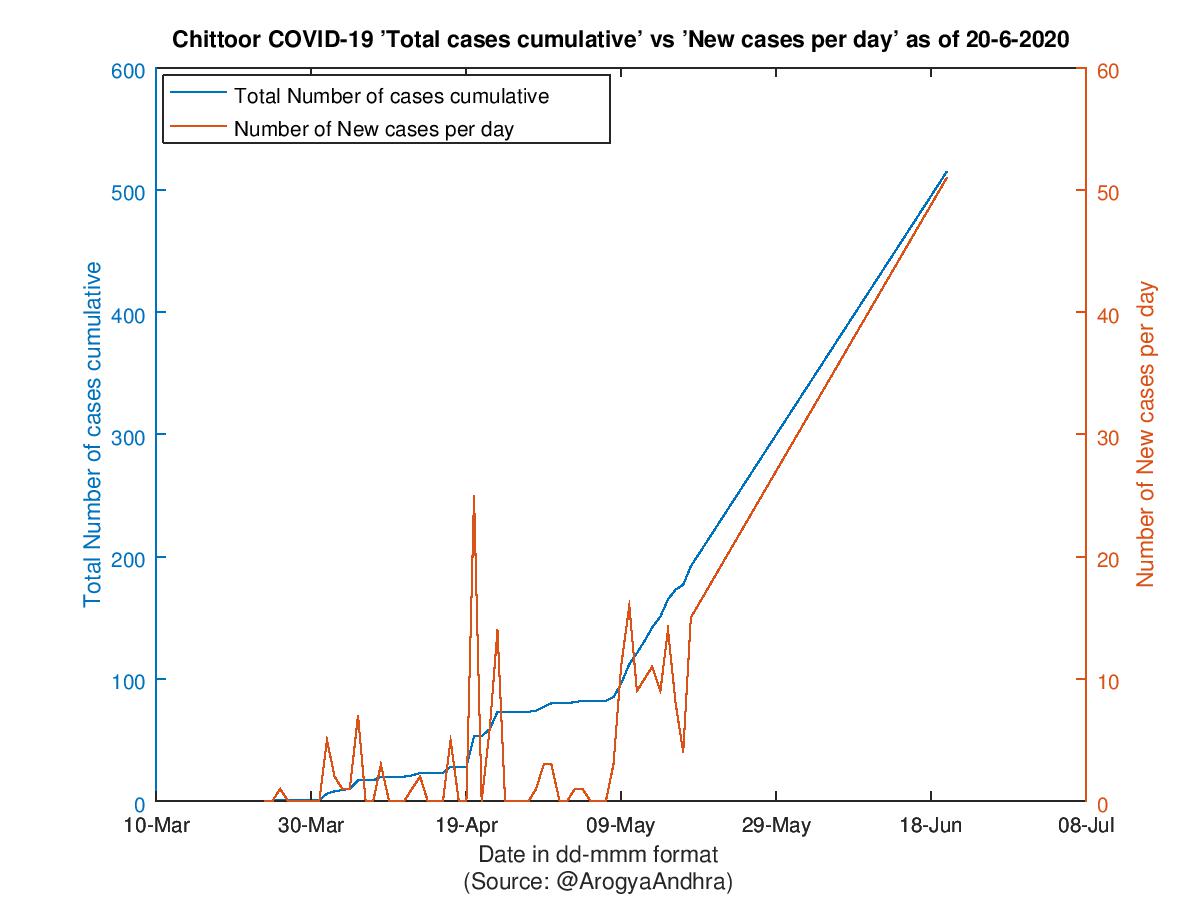 Chittoor COVID-19 ’Total cases cumulative’ vs ’New cases per day’ as of 20-6-2020
Total Number of cases cumulative
Number of New cases per day
600
500
400
300
200
100
0
Total Number of cases cumulative
60
50
40
30
20
10
0
Number of New cases per day
10-Mar 30-Mar 19-Apr 09-May 29-May 18-Jun 08-Jul
Date in dd-mmm format
(Source: @ArogyaAndhra)